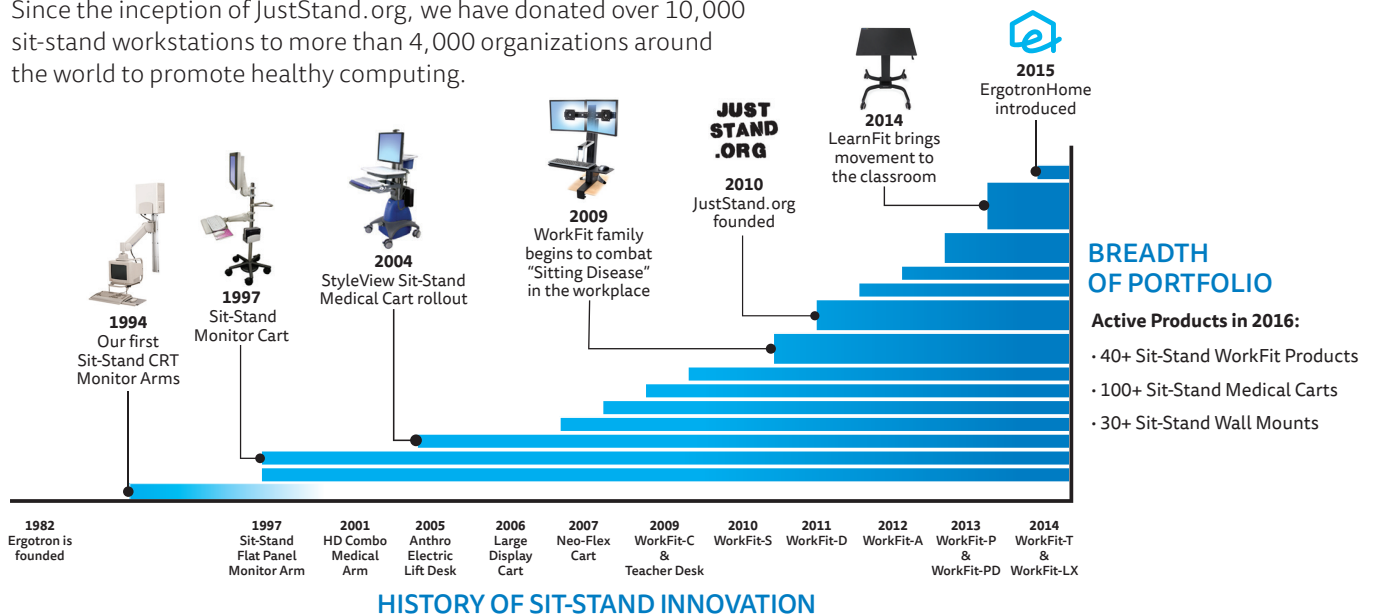 Since the inception of JustStand.org, we have donated over 10,000
sit-stand workstations to more than 4,000 organizations around
the world to promote healthy computing.
1994
Our first
Sit-Stand CRT
Monitor Arms
1997
Sit-Stand
Monitor Cart
2004
StyleView Sit-Stand
Medical Cart rollout
2009
WorkFit family
begins to combat
"Sitting Disease"
in the workplace
JUST
STAND
.ORG
2010
JustStand.org
founded
2014
LearnFit brings
movement to
the classroom
2015
ErgotronHome
introduced
BREADTH
OF PORTFOLIO
Active Products in 2016:
· 40+ Sit-Stand WorkFit Products
· 100+ Sit-Stand Medical Carts
· 30+ Sit-Stand Wall Mounts
1982
Ergotron is
founded
1997
Sit-Stand
Flat Panel
Monitor Arm
2001
HD Combo
Medical
Arm
2005
Anthro
Electric
Lift Desk
2006
Large
Display
Cart
2007
Neo-Flex
Cart
2009
WorkFit-C
&
Teacher Desk
2010
WorkFit-S
2011
WorkFit-D
2012
WorkFit-A
2013
WorkFit-P
&
WorkFit-PD
2014
WorkFit-T
&
WorkFit-LX
HISTORY OF SIT-STAND INNOVATION